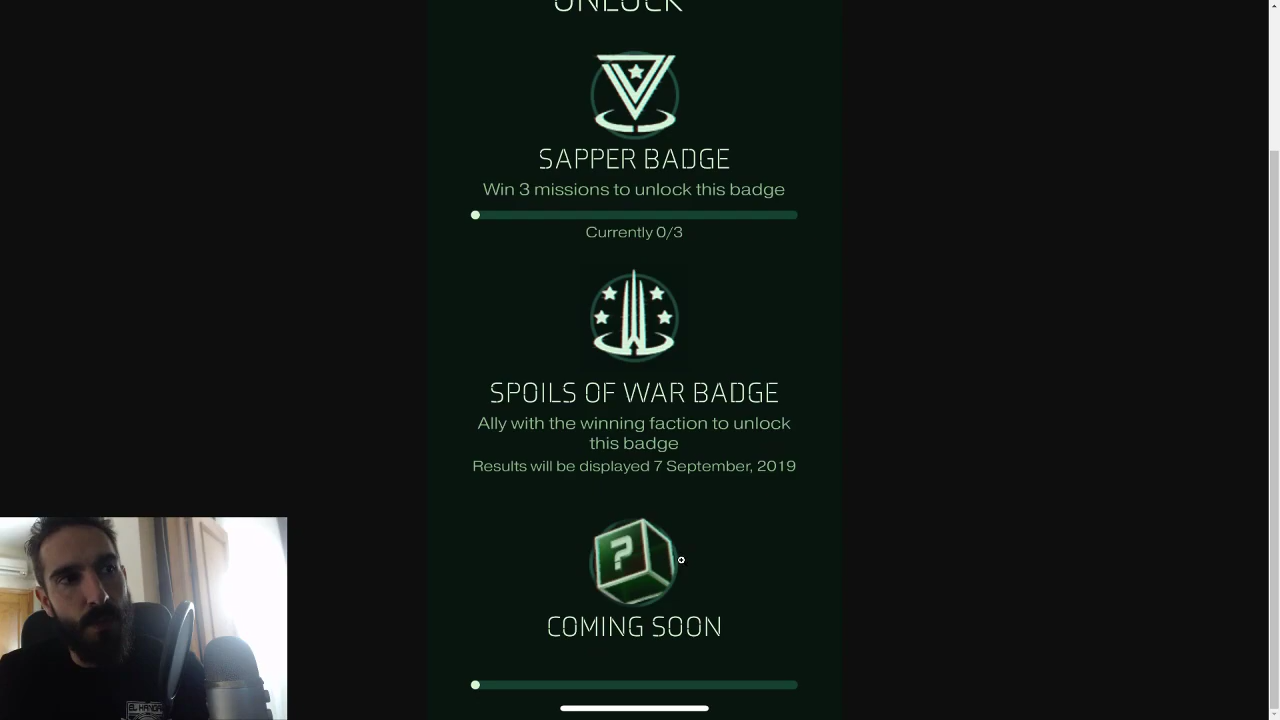 UNLOCK
SAPPER BADGE
Win 3 missions to unlock this badge
Currently 0/3
SPOILS OF WAR BADGE
Ally with the winning faction to unlock
this badge
Results will be displayed 7 September, 2019
?
COMING SOON